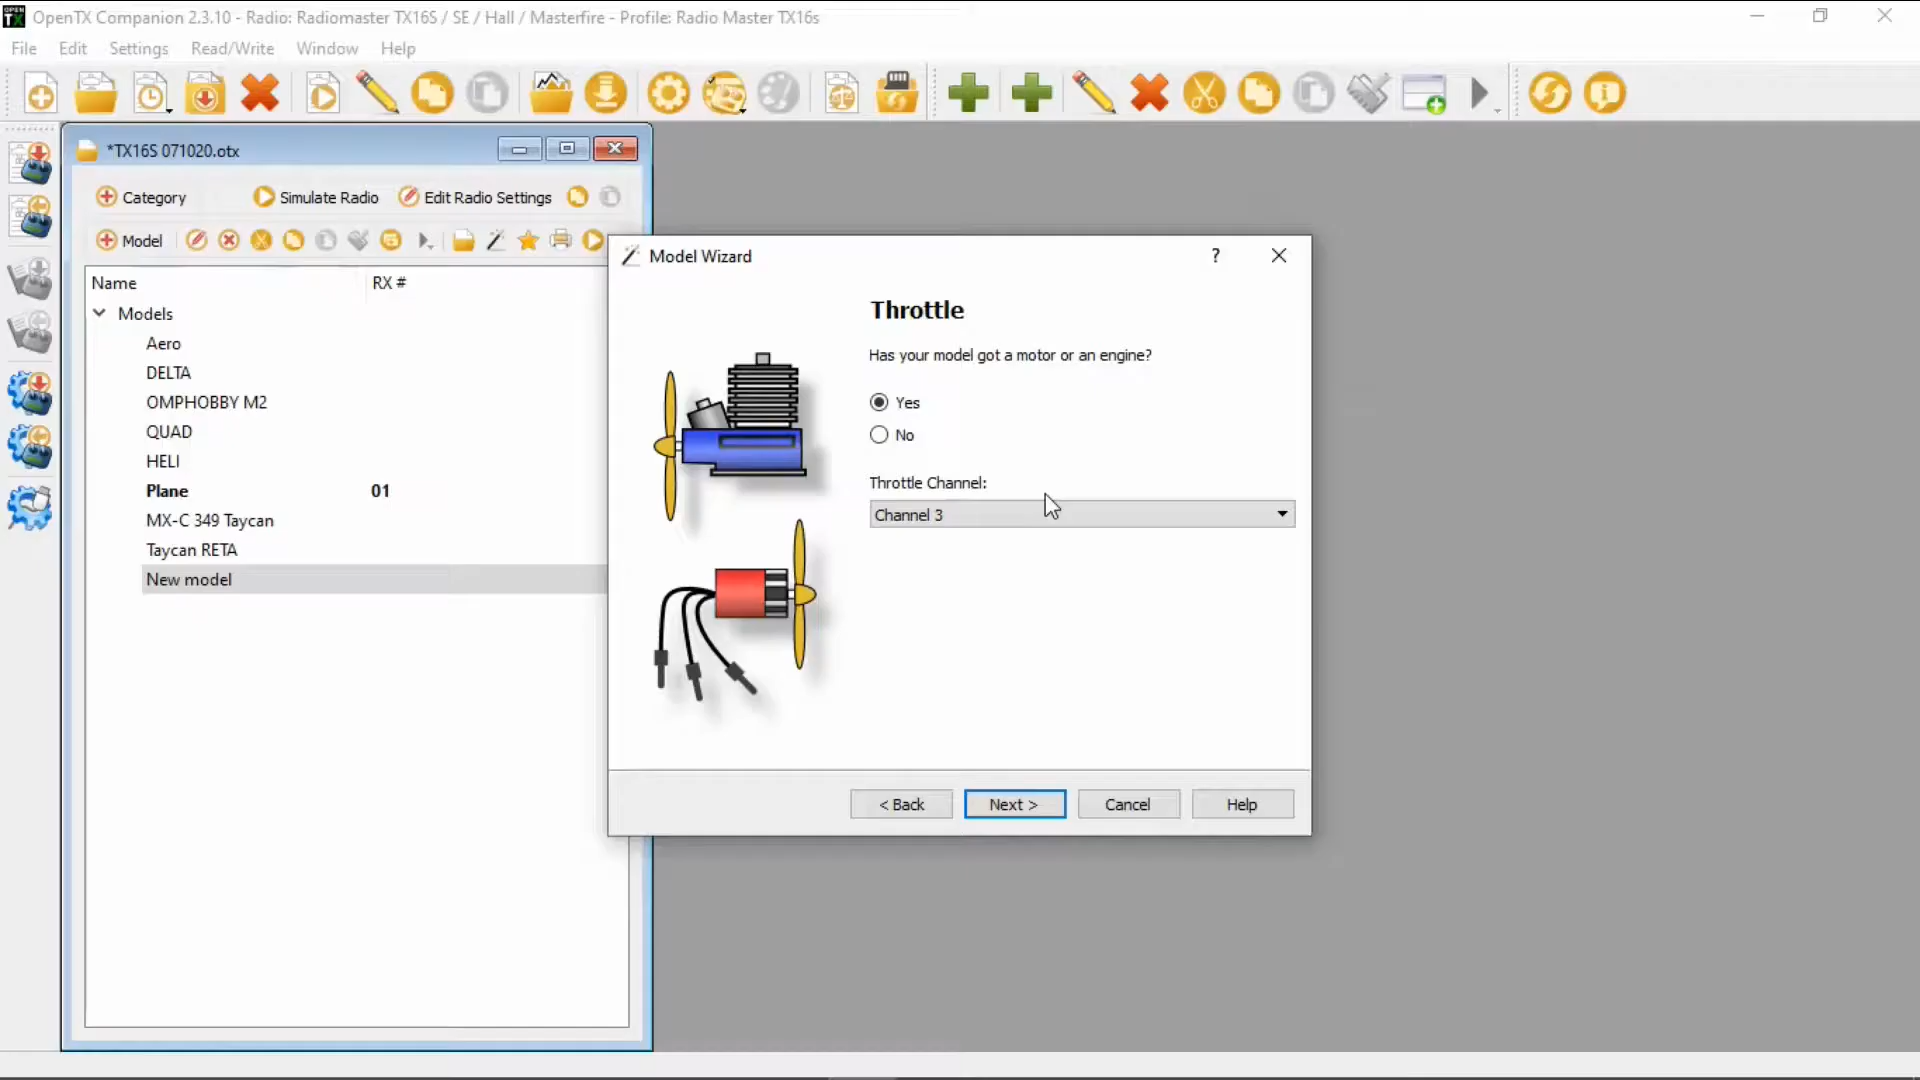 OpenTX Companion 2.3.10 - Radio: Radiomaster TX16S / SE / Hall / Masterfire - Profile: Radio Master TX16s
File Edit Settings Read/Write Window Help
*TX16S 071020.otx
Category Simulate Radio Edit Radio Settings
Model
Name RX #
Models
Aero
DELTA
OMPHOBBY M2
QUAD
HELI
Plane 01
MX-C 349 Taycan
Taycan RETA
New model
Model Wizard ?
Throttle
Has your model got a motor or an engine?
Yes
No
Throttle Channel:
Channel 3
< Back Next > Cancel Help